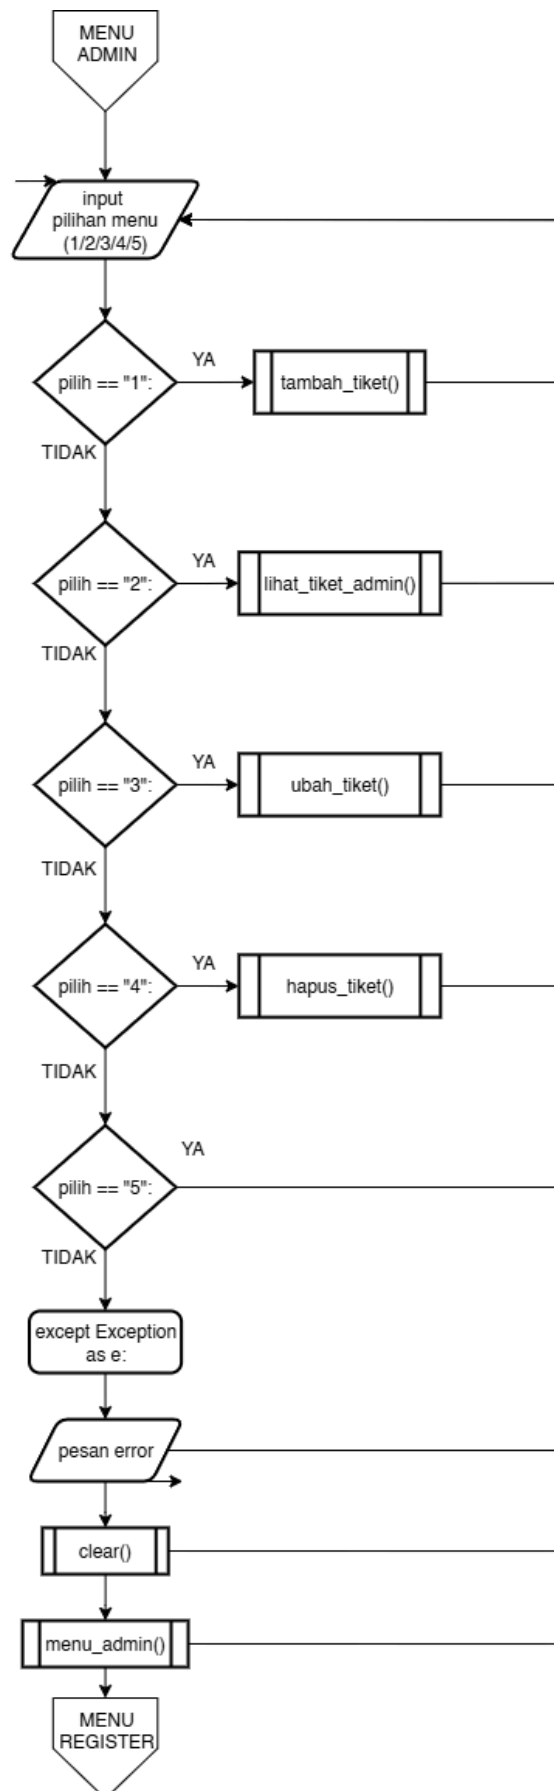 MENU
ADMIN
input
pilihan menu
(1/2/3/4/5)
pilih == "1":
YA
tambah_tiket()
TIDAK
pilih == "2":
YA
lihat_tiket_admin()
TIDAK
pilih == "3":
YA
ubah_tiket()
TIDAK
pilih == "4":
YA
hapus_tiket()
TIDAK
pilih == "5":
YA
TIDAK
except Exception
as e:
pesan error
clear()
menu_admin()
MENU
REGISTER